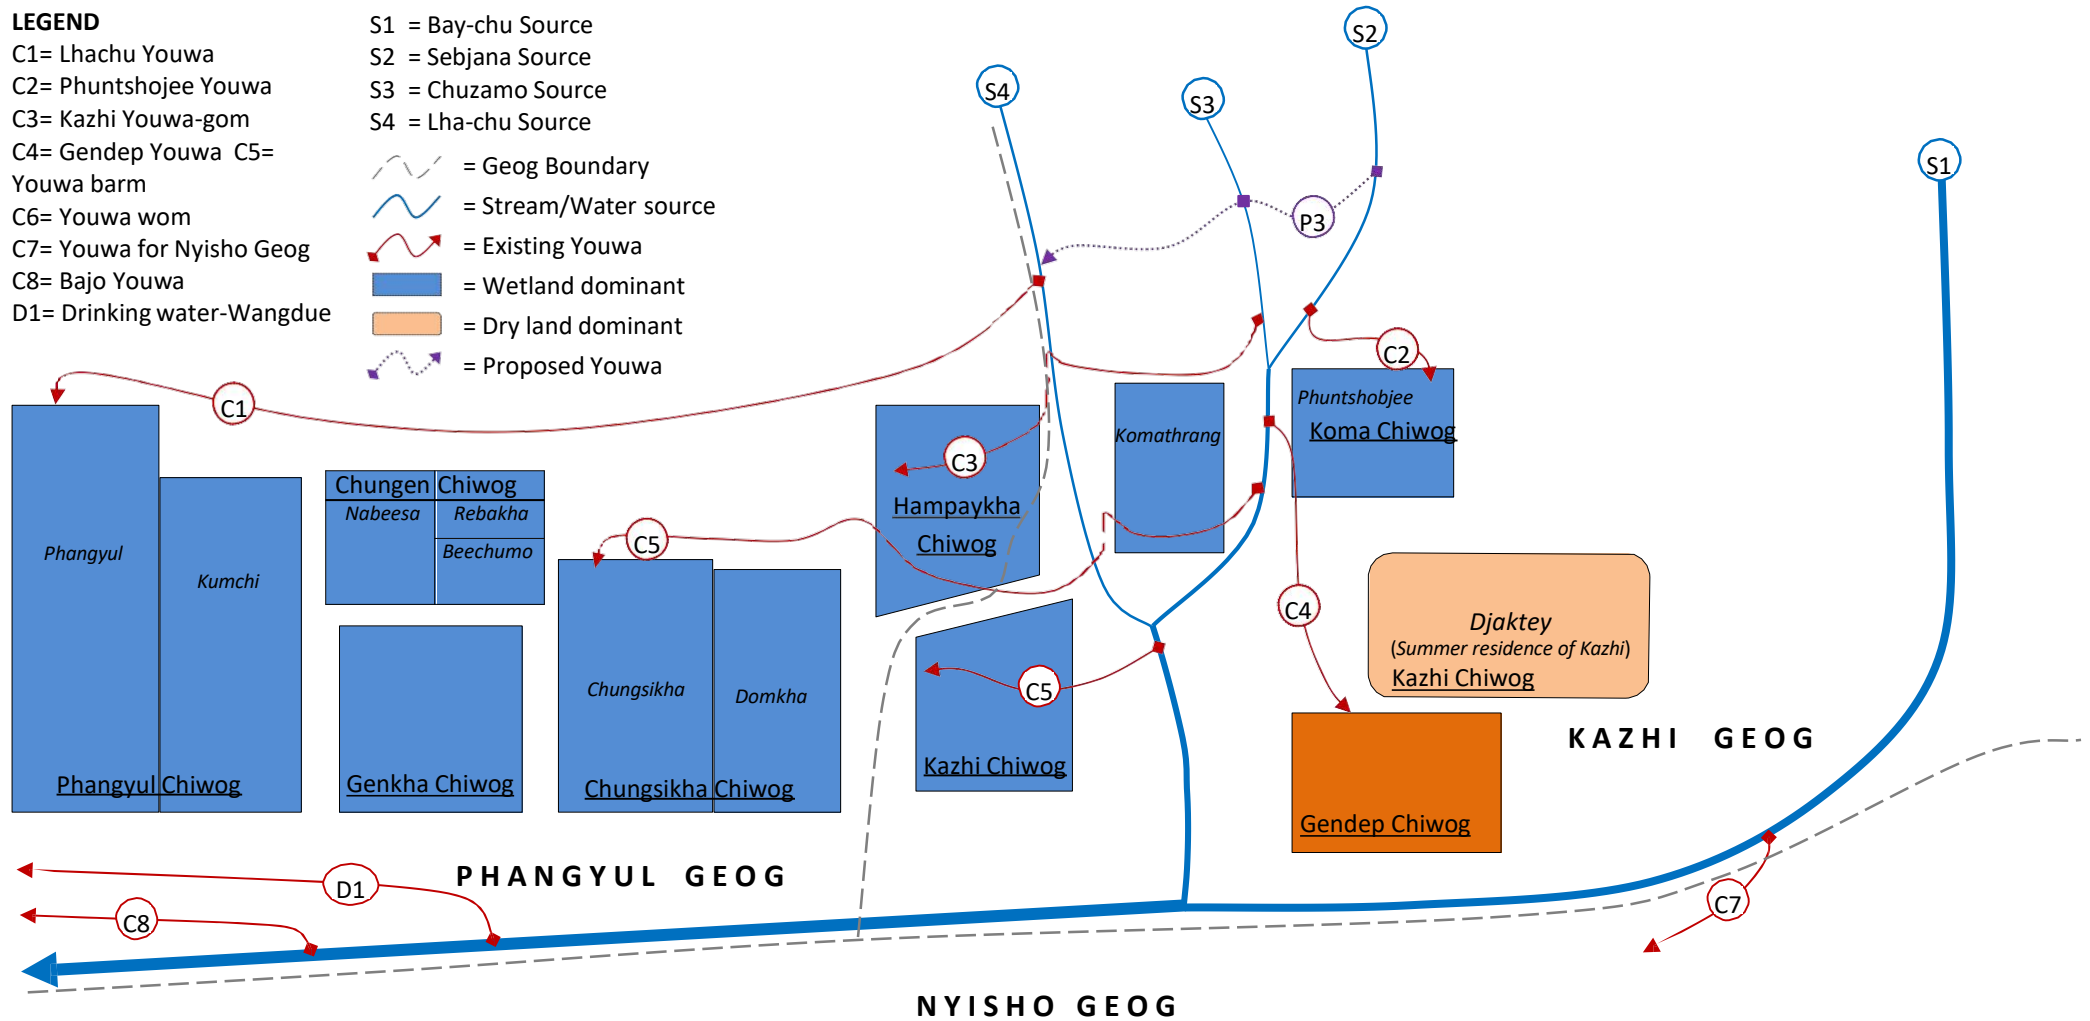 LEGEND
C1= Lhachu Youwa
C2= Phuntshojee Youwa
C3= Kazhi Youwa-gom
C4= Gendep Youwa  C5=
Youwa barm
C6= Youwa wom
C7= Youwa for Nyisho Geog
C8= Bajo Youwa
D1= Drinking water-Wangdue
S1 = Bay-chu Source
S2 = Sebjana Source
S3 = Chuzamo Source
S4 = Lha-chu Source
= Geog Boundary
= Stream/Water source
= Existing Youwa
= Wetland dominant
= Dry land dominant
= Proposed Youwa
S4
S3
S2
S1
P3
C1
C2
C3
C5
C4
C5
C7
C8
D1
Phangyul
Kumchi
Phangyul Chiwog
Chungen Chiwog
Nabeesa
Rebakha
Beechumo
Genkha Chiwog
Chungsikha
Domkha
Chungsikha Chiwog
Hampaykha
Chiwog
Kazhi Chiwog
Komathrang
Phuntshobjee
Koma Chiwog
Djaktey
(Summer residence of Kazhi)
Kazhi Chiwog
Gendep Chiwog
KAZHI GEOG
PHANGYUL GEOG
NYISHO GEOG